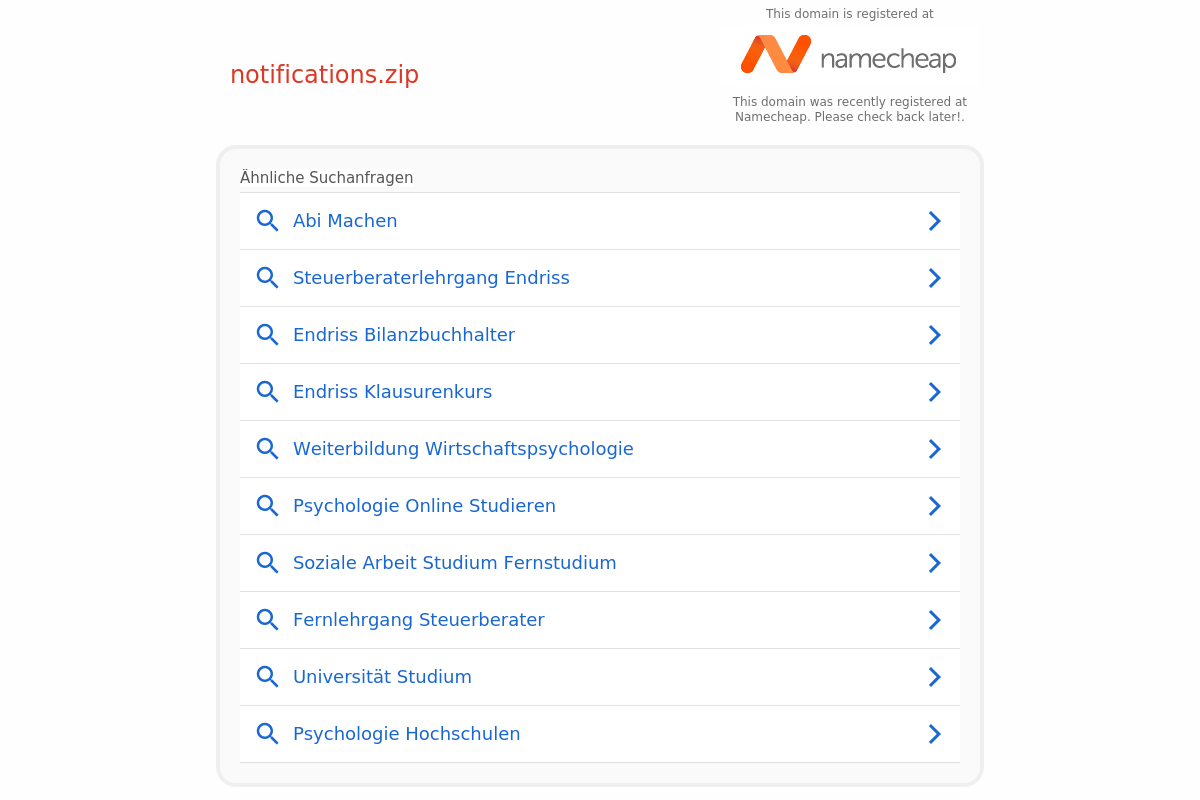 This domain is registered at
namecheap
notifications.zip
This domain was recently registered at
Namecheap. Please check back later!.
Ähnliche Suchanfragen
Abi Machen
Steuerberaterlehrgang Endriss
Endriss Bilanzbuchhalter
Endriss Klausurenkurs
Weiterbildung Wirtschaftspsychologie
Psychologie Online Studieren
Soziale Arbeit Studium Fernstudium
Fernlehrgang Steuerberater
Universität Studium
Psychologie Hochschulen